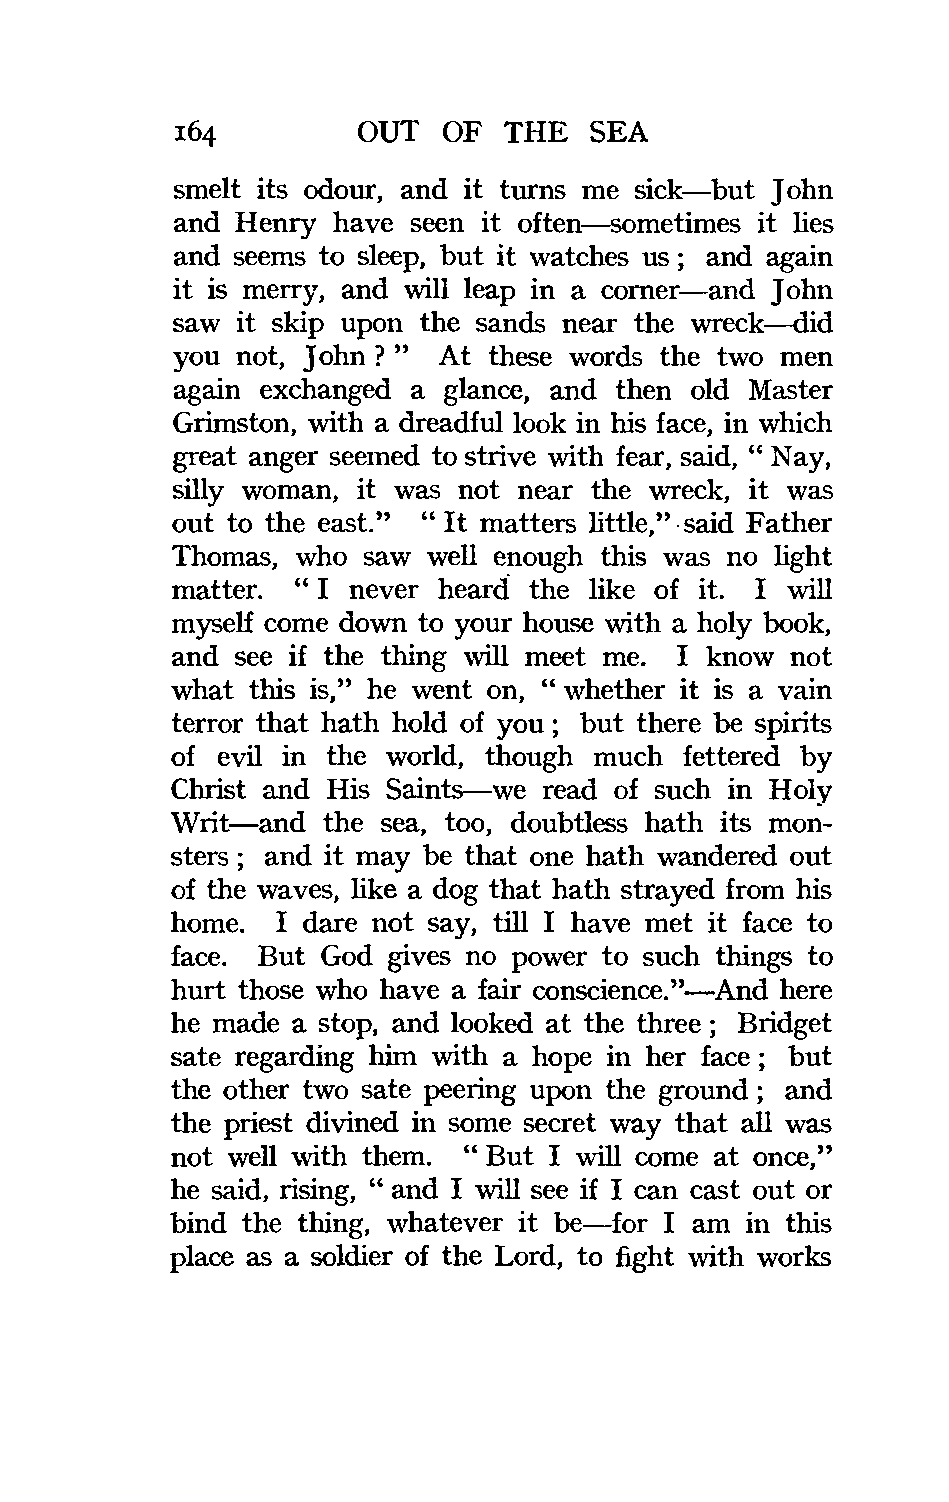 164 OUT OF THE SEA
smelt its odour, and it turns me sick—but John
and Henry have seen it often—sometimes it lies
and seems to sleep, but it watches us ; and again
it is merry, and will leap in a corner—and John
saw it skip upon the sands near the wreck—did
you not, John ? ” At these words the two men
again exchanged a glance, and then old Master
Grimston, with a dreadful look in his face, in which
great anger seemed to strive with fear, said, “ Nay,
silly woman, it was not near the wreck, it was
out to the east.” “ It matters little,” said Father
Thomas, who saw well enough this was no light
matter. “ I never heard the like of it. I will
myself come down to your house with a holy book,
and see if the thing will meet me. I know not
what this is,” he went on, “ whether it is a vain
terror that hath hold of you ; but there be spirits
of evil in the world, though much fettered by
Christ and His Saints—we read of such in Holy
Writ—and the sea, too, doubtless hath its mon-
sters ; and it may be that one hath wandered out
of the waves, like a dog that hath strayed from his
home. I dare not say, till I have met it face to
face. But God gives no power to such things to
hurt those who have a fair conscience.”—And here
he made a stop, and looked at the three ; Bridget
sate regarding him with a hope in her face ; but
the other two sate peering upon the ground ; and
the priest divined in some secret way that all was
not well with them. “ But I will come at once,”
he said, rising, “ and I will see if I can cast out or
bind the thing, whatever it be—for I am in this
place as a soldier of the Lord, to fight with works